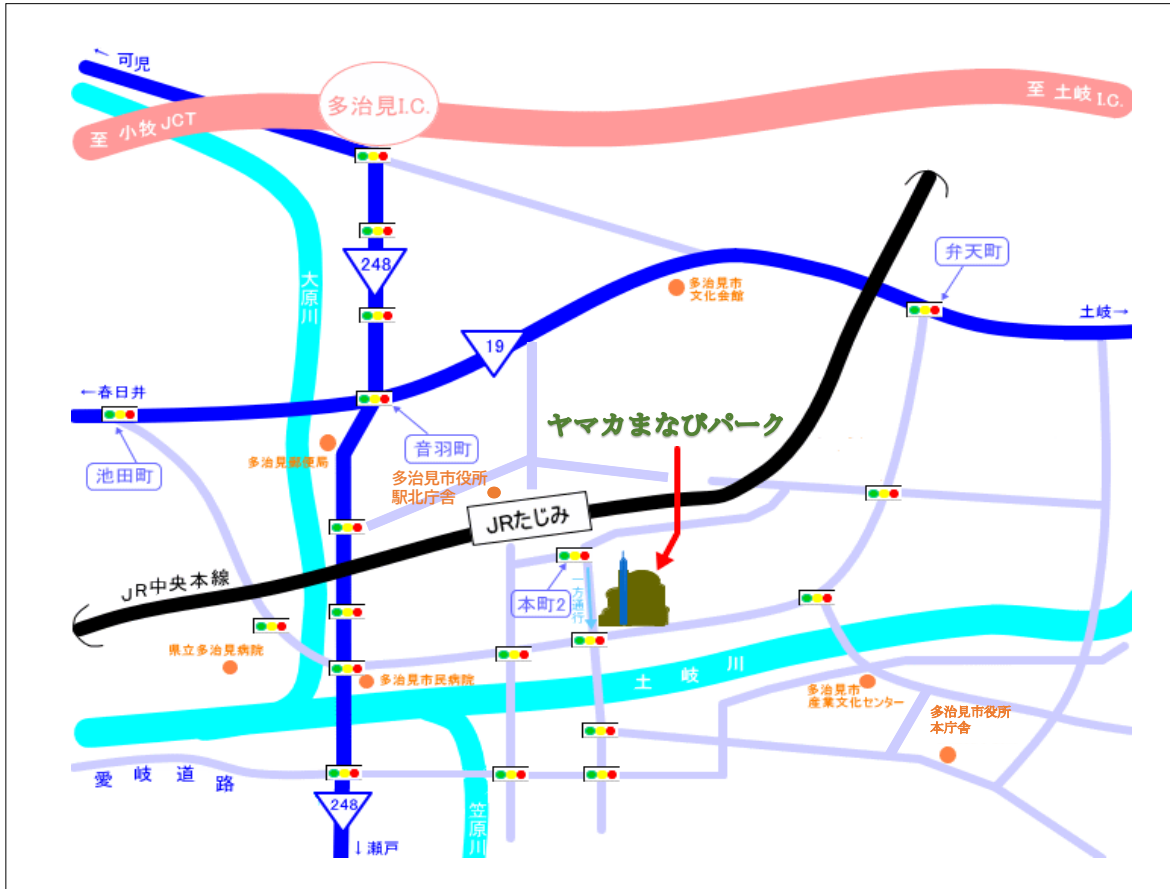 ← 可児
多治見I.C.
至 小牧JCT
至 土岐I.C.
248
大原川
弁天町
多治見市
文化会館
土岐→
19
←春日井
音羽町
池田町
多治見郵便局
ヤマカまなびパーク
多治見市役所
駅北庁舎
JRたじみ
JR中央本線
本町2
一方通行
県立多治見病院
多治見市民病院
土岐川
多治見市
産業文化センター
多治見市役所
本庁舎
愛岐道路
248
笠原川
↓瀬戸